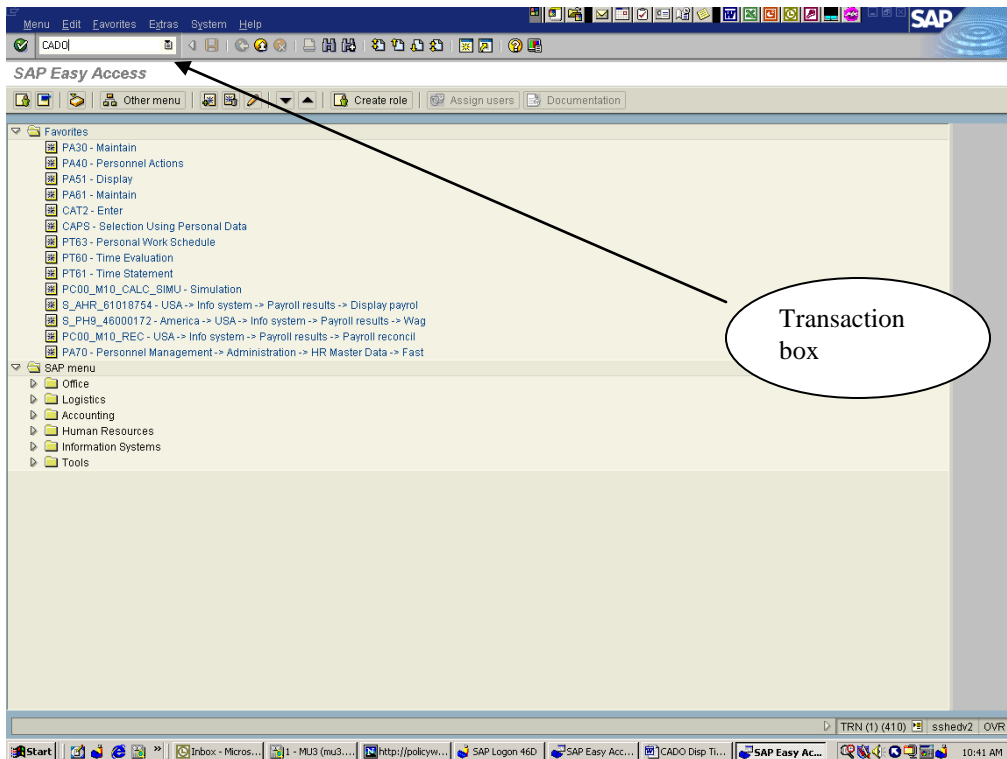 Menu Edit Favorites Extras System Help
SAP
CADO
SAP Easy Access
Other menu Create role Assign users Documentation
Favorites
PA30 - Maintain
PA40 - Personnel Actions
PA51 - Display
PA61 - Maintain
CAT2 - Enter
CAPS - Selection Using Personal Data
PT63 - Personal Work Schedule
PT60 - Time Evaluation
PT61 - Time Statement
PC00_M10_CALC_SIMU - Simulation
S_AHR_61018754 - USA -> Info system -> Payroll results -> Display payrol
S_PH9_46000172 - America -> USA -> Info system -> Payroll results -> Wag
PC00_M10_REC - USA -> Info system -> Payroll results -> Payroll reconcil
PA70 - Personnel Management -> Administration -> HR Master Data -> Fast
Transaction
box
SAP menu
Office
Logistics
Accounting
Human Resources
Information Systems
Tools
TRN (1) (410) sshedv2 OVR
Start Inbox - Micros... 1 - MU3 (mu3.... http://policyw... SAP Logon 46D SAP Easy Acc... CADO Disp Ti... SAP Easy Ac... 10:41 AM